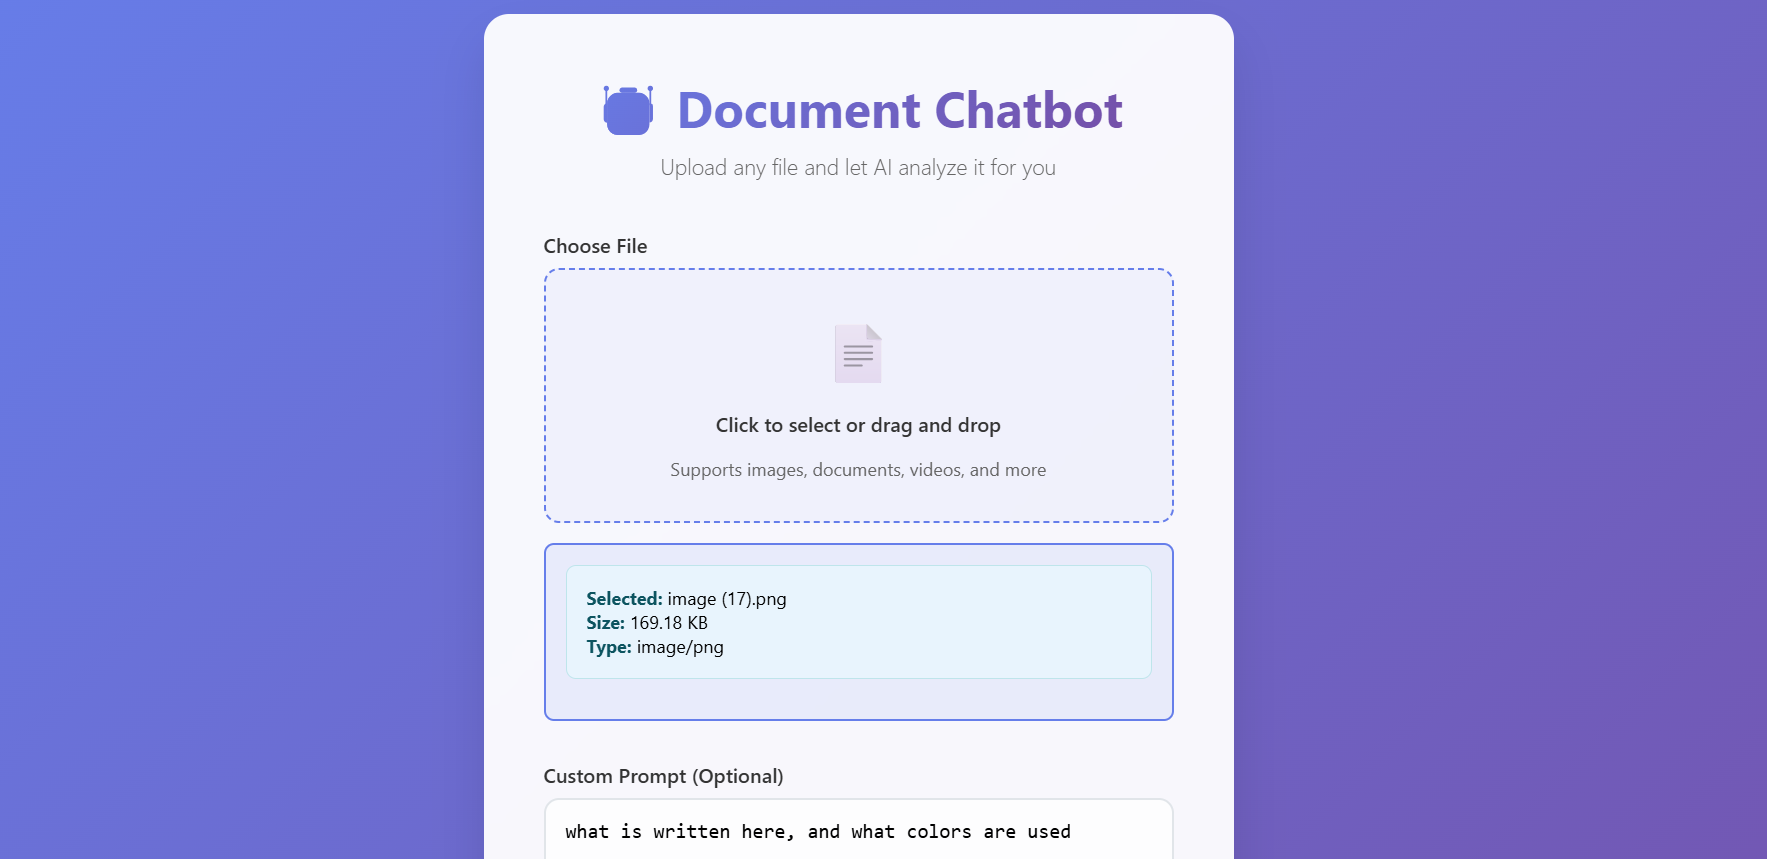 Document Chatbot
Upload any file and let AI analyze it for you
Choose File
Click to select or drag and drop
Supports images, documents, videos, and more
Selected: image (17).png
Size: 169.18 KB
Type: image/png
Custom Prompt (Optional)
what is written here, and what colors are used